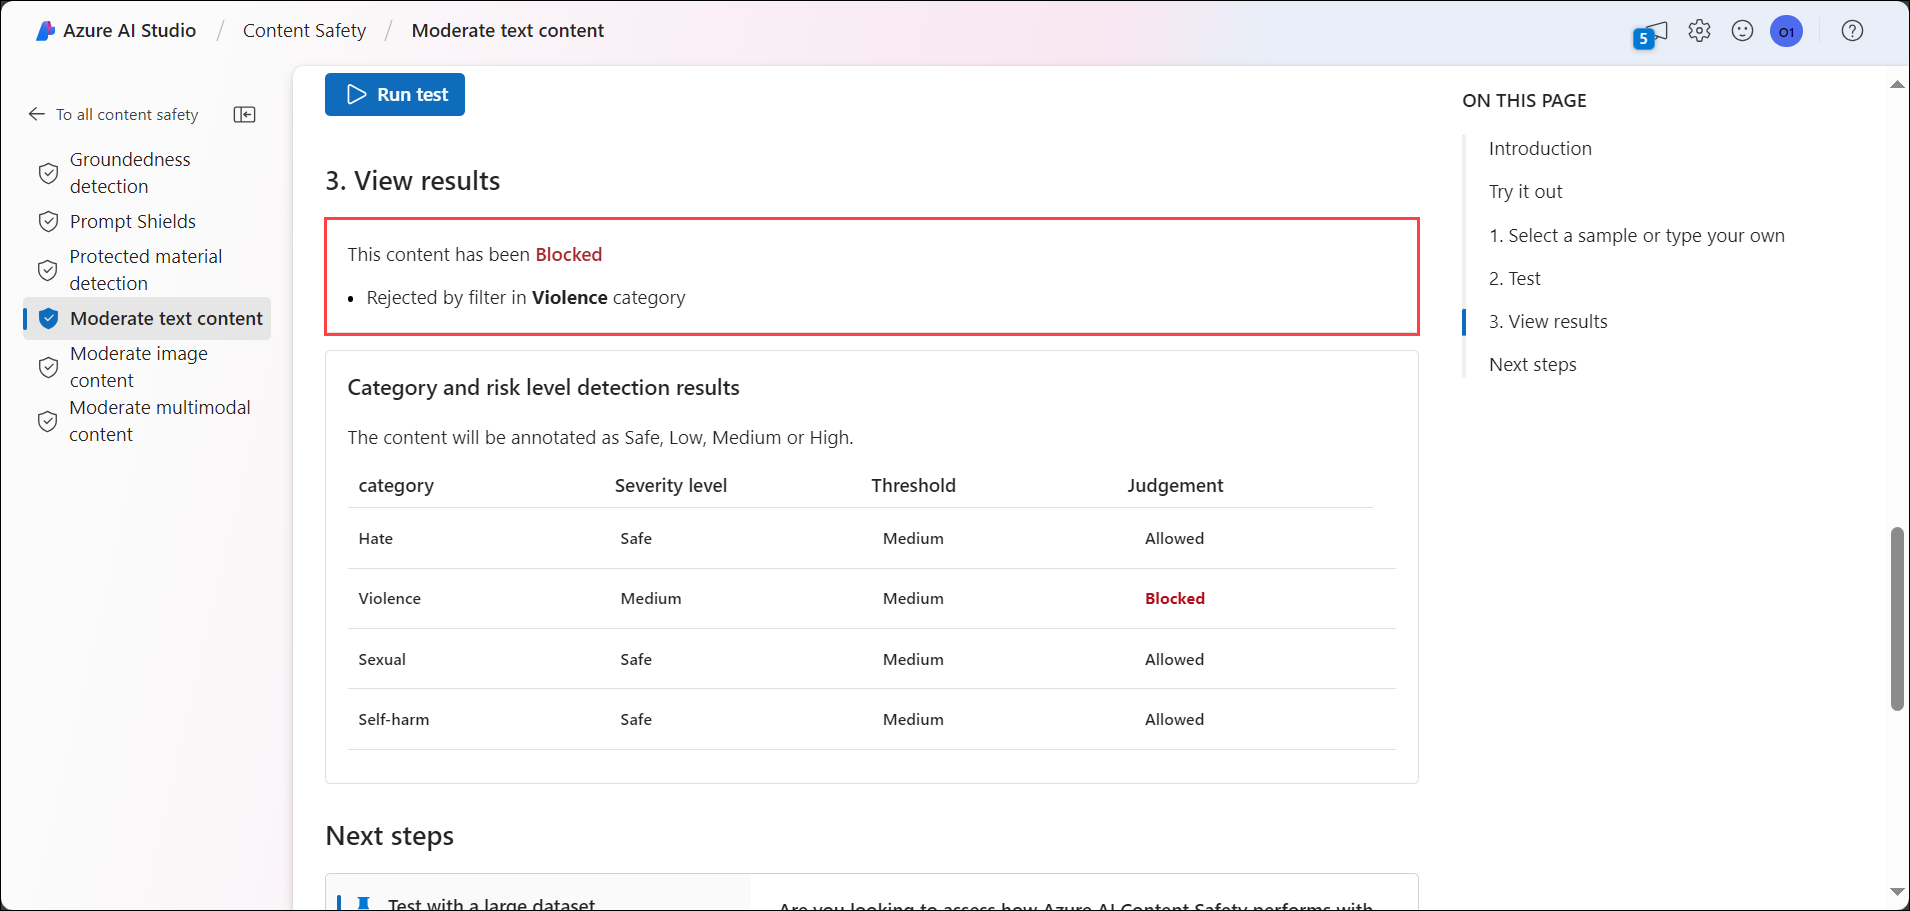 Azure AI Studio / Content Safety / Moderate text content
5
O1
To all content safety
Groundedness
detection
Prompt Shields
Protected material
detection
Moderate text content
Moderate image
content
Moderate multimodal
content
Run test
3. View results
This content has been Blocked
• Rejected by filter in Violence category
Category and risk level detection results
The content will be annotated as Safe, Low, Medium or High.
category Severity level Threshold Judgement
Hate Safe Medium Allowed
Violence Medium Medium Blocked
Sexual Safe Medium Allowed
Self-harm Safe Medium Allowed
Next steps
Test with a large dataset
Are you looking to access how Azure AI Content Safety performs with
ON THIS PAGE
Introduction
Try it out
1. Select a sample or type your own
2. Test
3. View results
Next steps